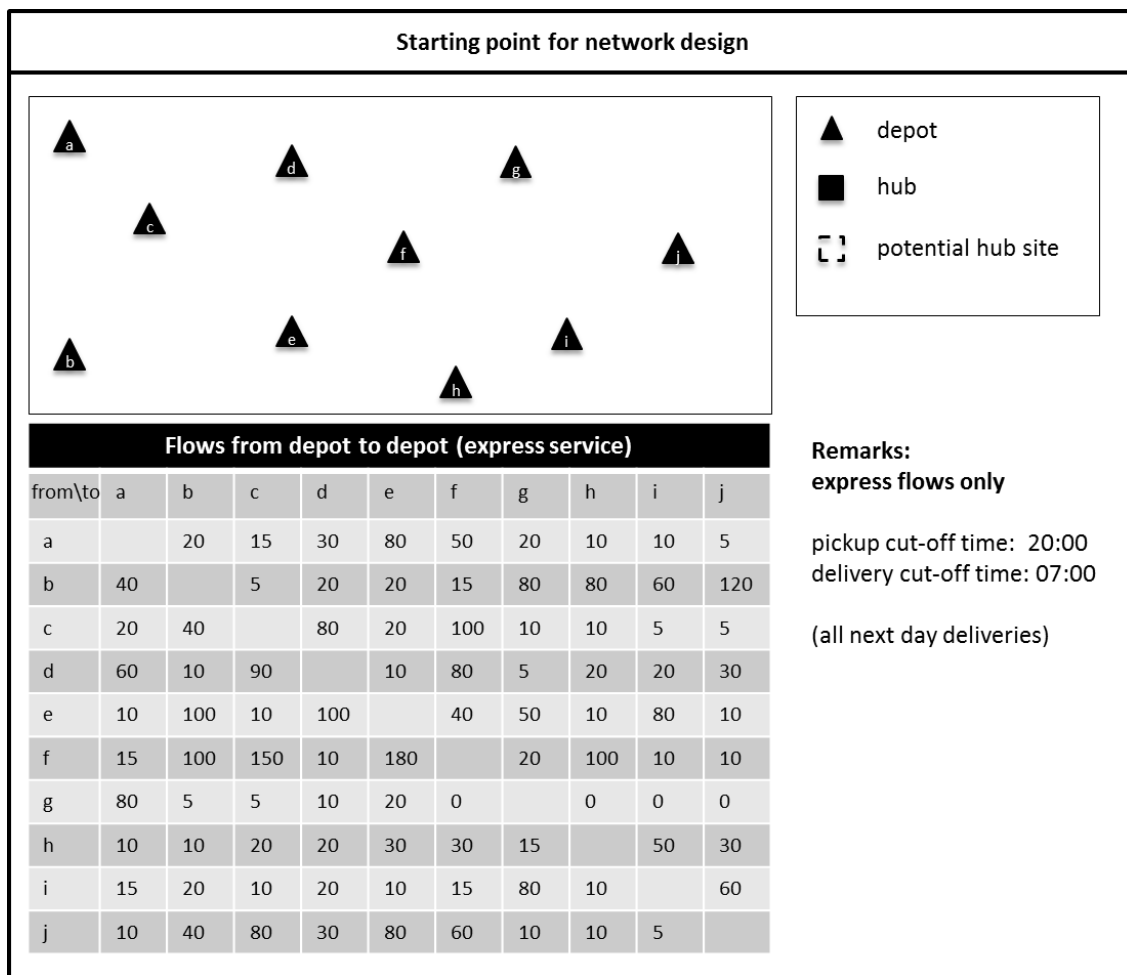 Starting point for network design
a
d
g
c
f
j
b
e
i
h
depot
hub
potential hub site
Flows from depot to depot (express service)
from\to a b c d e f g h i j
a 20 15 30 80 50 20 10 10 5
b 40 5 20 20 15 80 80 60 120
c 20 40 80 20 100 10 10 5 5
d 60 10 90 10 80 5 20 20 30
e 10 100 10 100 40 50 10 80 10
f 15 100 150 10 180 20 100 10 10
g 80 5 5 10 20 0 0 0 0
h 10 10 20 20 30 30 15 50 30
i 15 20 10 20 10 15 80 10 60
j 10 40 80 30 80 60 10 10 5
Remarks:
express flows only
pickup cut-off time: 20:00
delivery cut-off time: 07:00
(all next day deliveries)